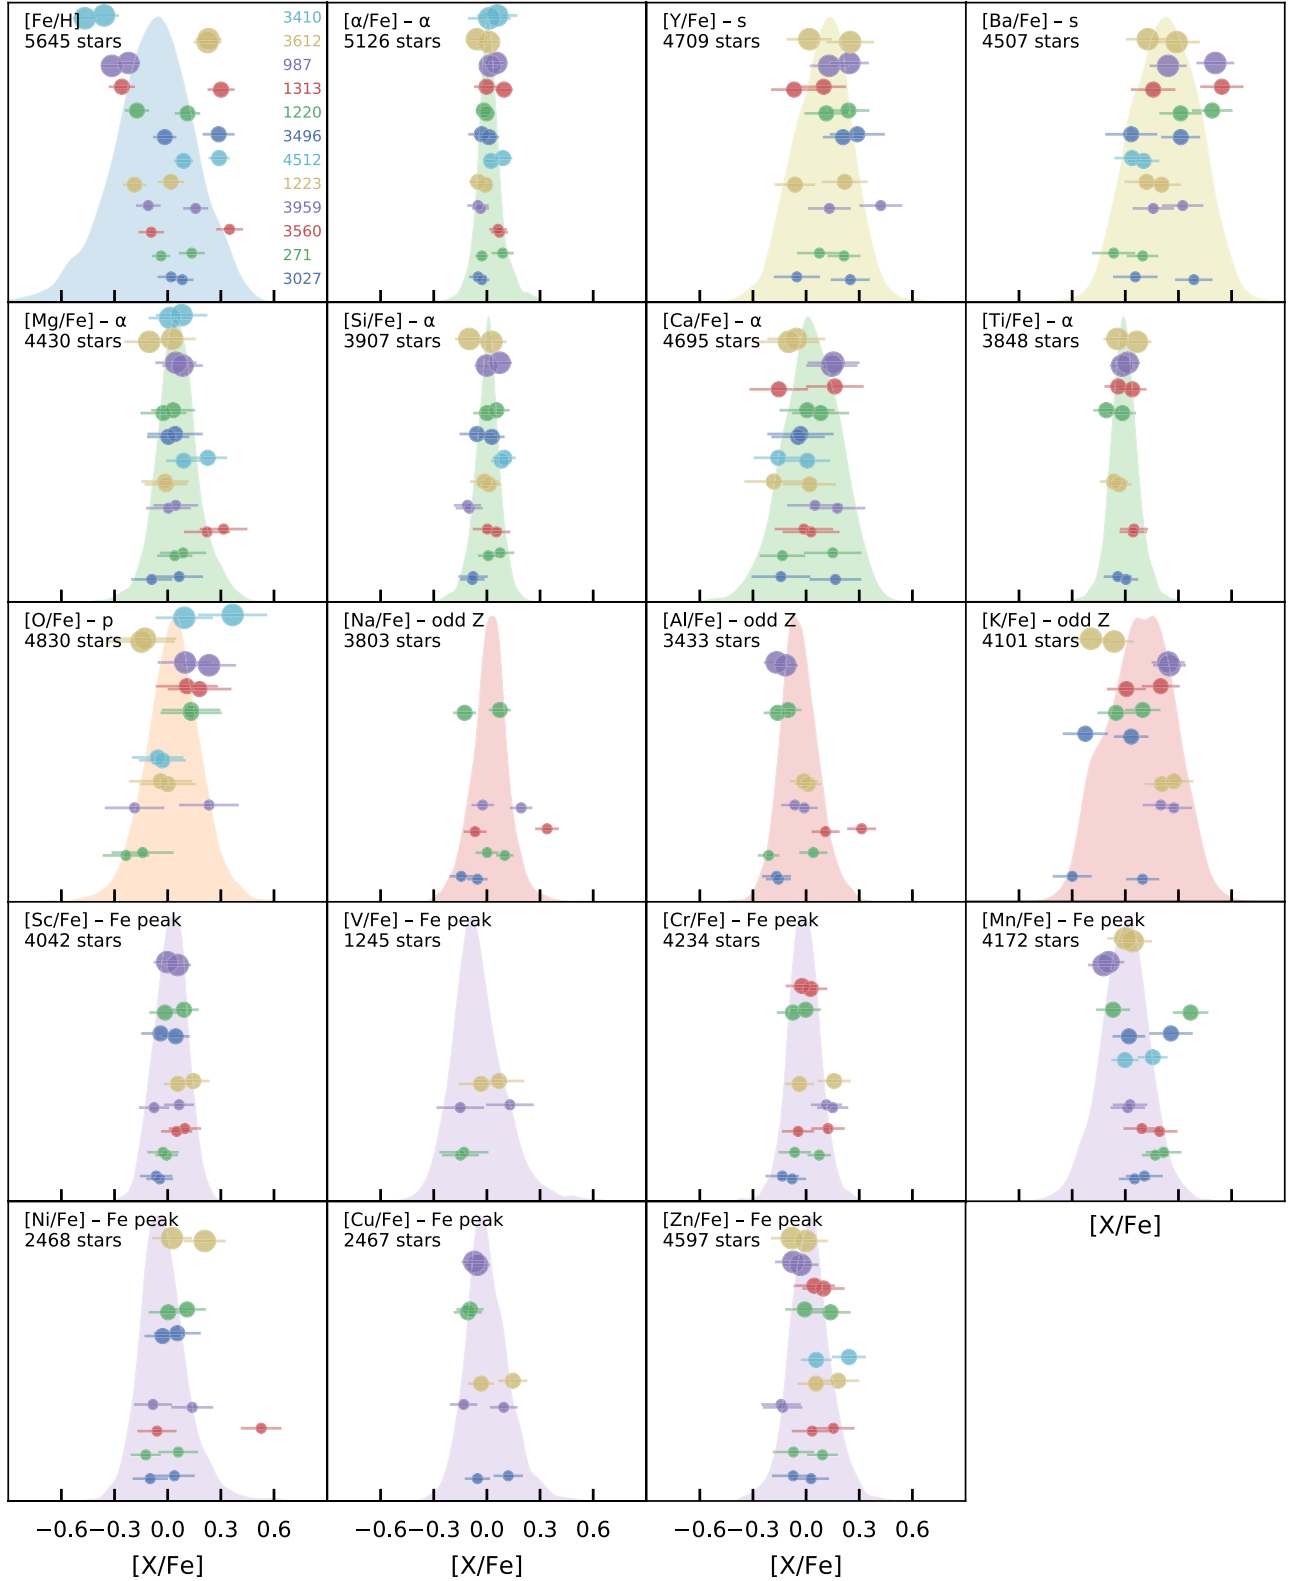 [Fe/H]
5645 stars
3410
3612
987
1313
1220
3496
4512
1223
3959
3560
271
3027
[α/Fe] – α
5126 stars
[Y/Fe] – s
4709 stars
[Ba/Fe] – s
4507 stars
[Mg/Fe] – α
4430 stars
[Si/Fe] – α
3907 stars
[Ca/Fe] – α
4695 stars
[Ti/Fe] – α
3848 stars
[O/Fe] – p
4830 stars
[Na/Fe] – odd Z
3803 stars
[Al/Fe] – odd Z
3433 stars
[K/Fe] – odd Z
4101 stars
[Sc/Fe] – Fe peak
4042 stars
[V/Fe] – Fe peak
1245 stars
[Cr/Fe] – Fe peak
4234 stars
[Mn/Fe] – Fe peak
4172 stars
[X/Fe]
[Ni/Fe] – Fe peak
2468 stars
[Cu/Fe] – Fe peak
2467 stars
[Zn/Fe] – Fe peak
4597 stars
−0.6 −0.3 0.0 0.3 0.6
−0.6 −0.3 0.0 0.3 0.6
−0.6 −0.3 0.0 0.3 0.6
[X/Fe]
[X/Fe]
[X/Fe]